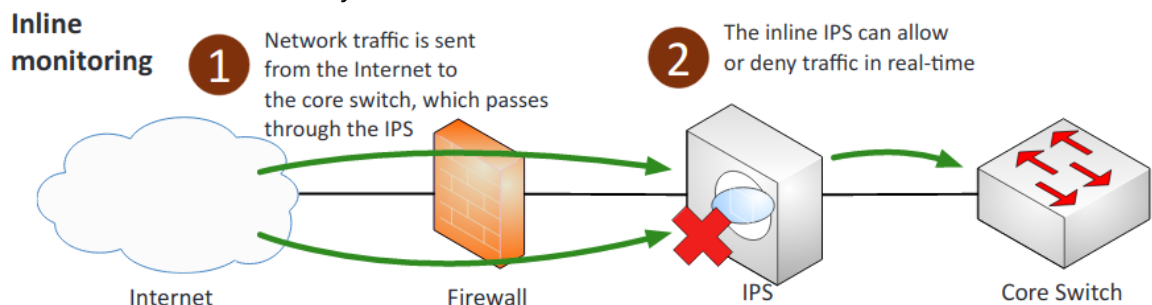 Inline
monitoring
1
Network traffic is sent
from the Internet to
the core switch, which passes
through the IPS
2
The inline IPS can allow
or deny traffic in real-time
Internet
Firewall
IPS
Core Switch